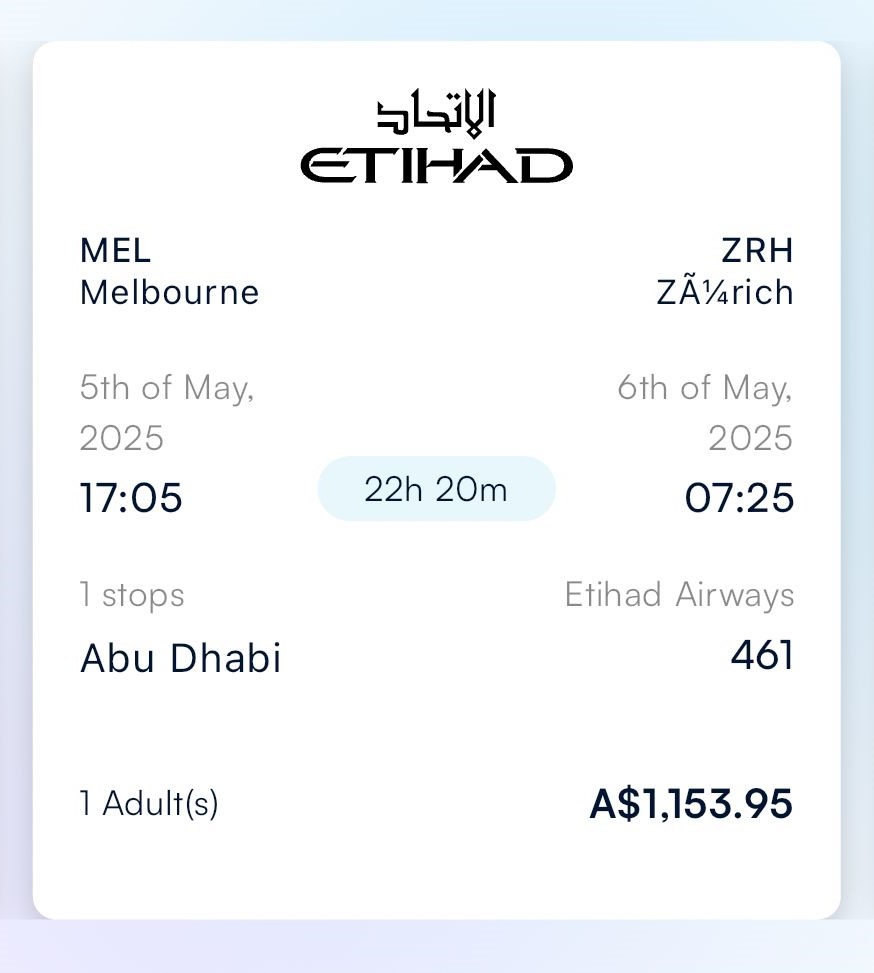 الإتحاد
ETIHAD
MEL
ZRH
Melbourne
ZÃ¼rich
5th of May,
2025
6th of May,
2025
17:05
22h 20m
07:25
1 stops
Etihad Airways
Abu Dhabi
461
1 Adult(s)
A$1,153.95